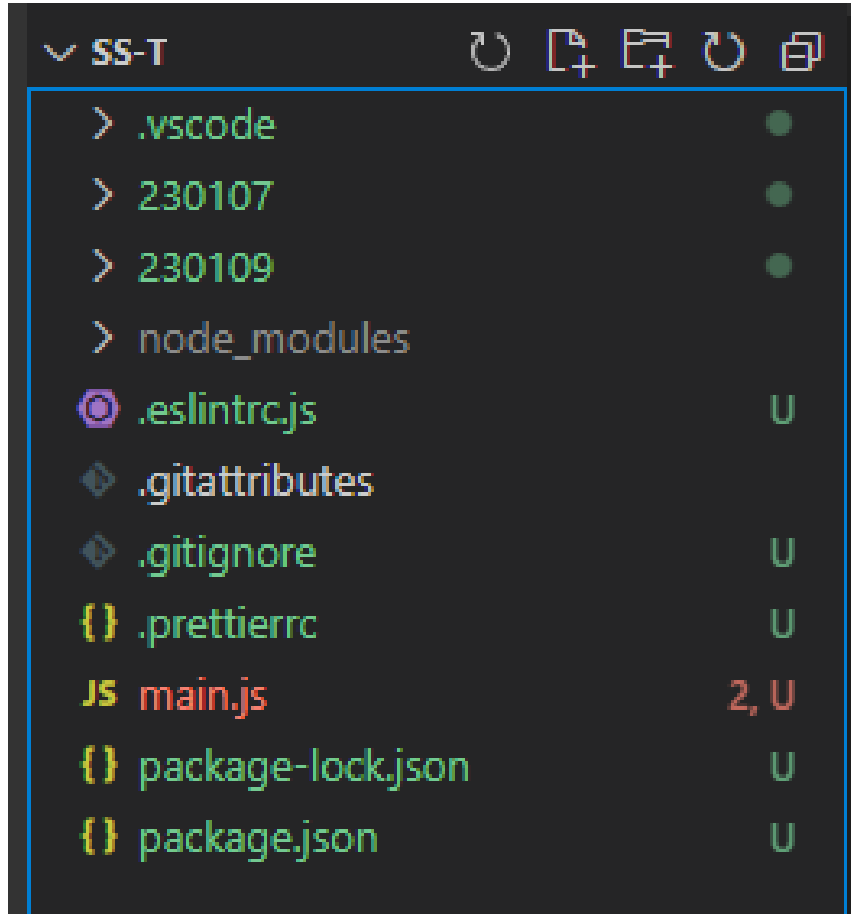 SS-T
.vscode
230107
230109
node_modules
.eslintrc.js U
.gitattributes
.gitignore U
{} .prettierrc U
JS main.js 2, U
{} package-lock.json U
{} package.json U